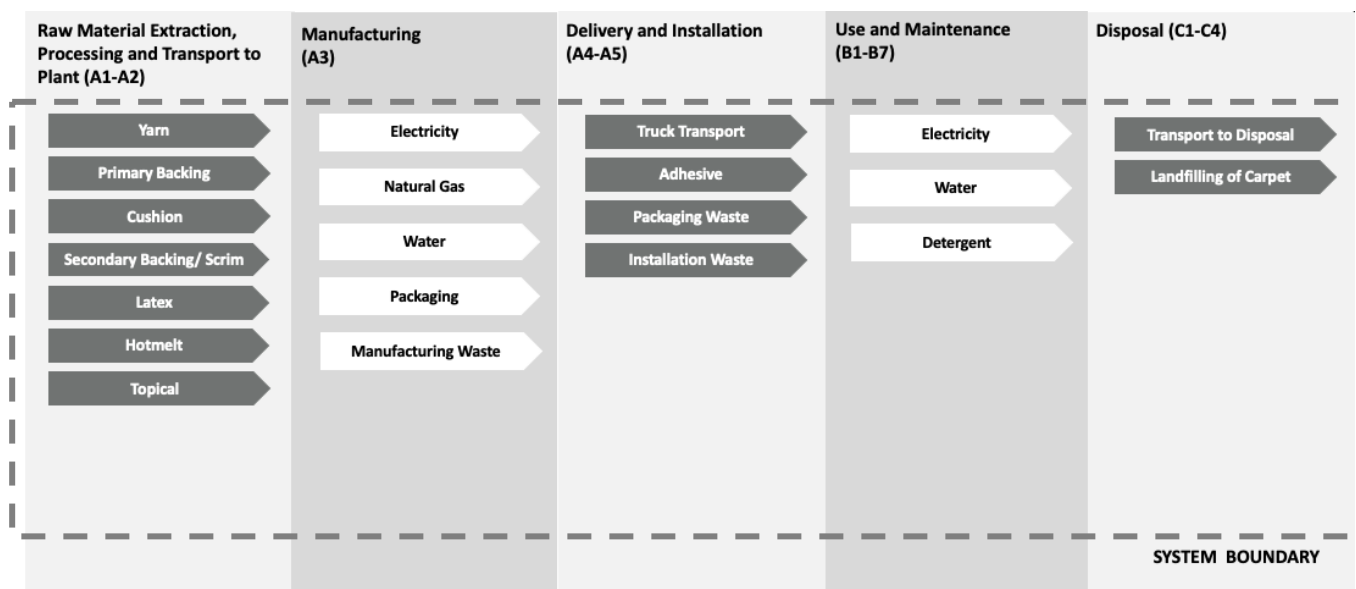 Raw Material Extraction,
Processing and Transport to
Plant (A1-A2)
Yarn
Primary Backing
Cushion
Secondary Backing/ Scrim
Latex
Hotmelt
Topical
Manufacturing
(A3)
Electricity
Natural Gas
Water
Packaging
Manufacturing Waste
Delivery and Installation
(A4-A5)
Truck Transport
Adhesive
Packaging Waste
Installation Waste
Use and Maintenance
(B1-B7)
Electricity
Water
Detergent
Disposal (C1-C4)
Transport to Disposal
Landfilling of Carpet
SYSTEM BOUNDARY